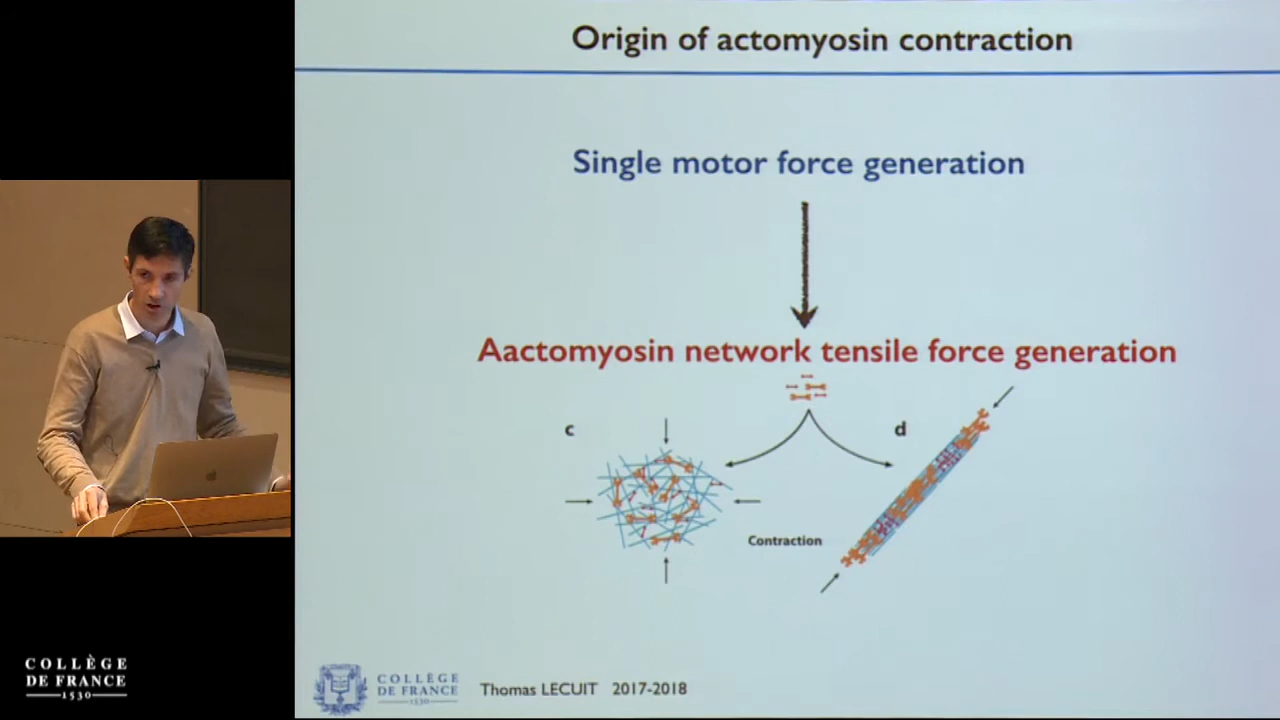 Origin of actomyosin contraction
Single motor force generation
Aactomyosin network tensile force generation
c
d
Contraction
COLLÈGE
DE FRANCE
1530
COLLÈGE
DE FRANCE
1530
Thomas LECUIT 2017-2018